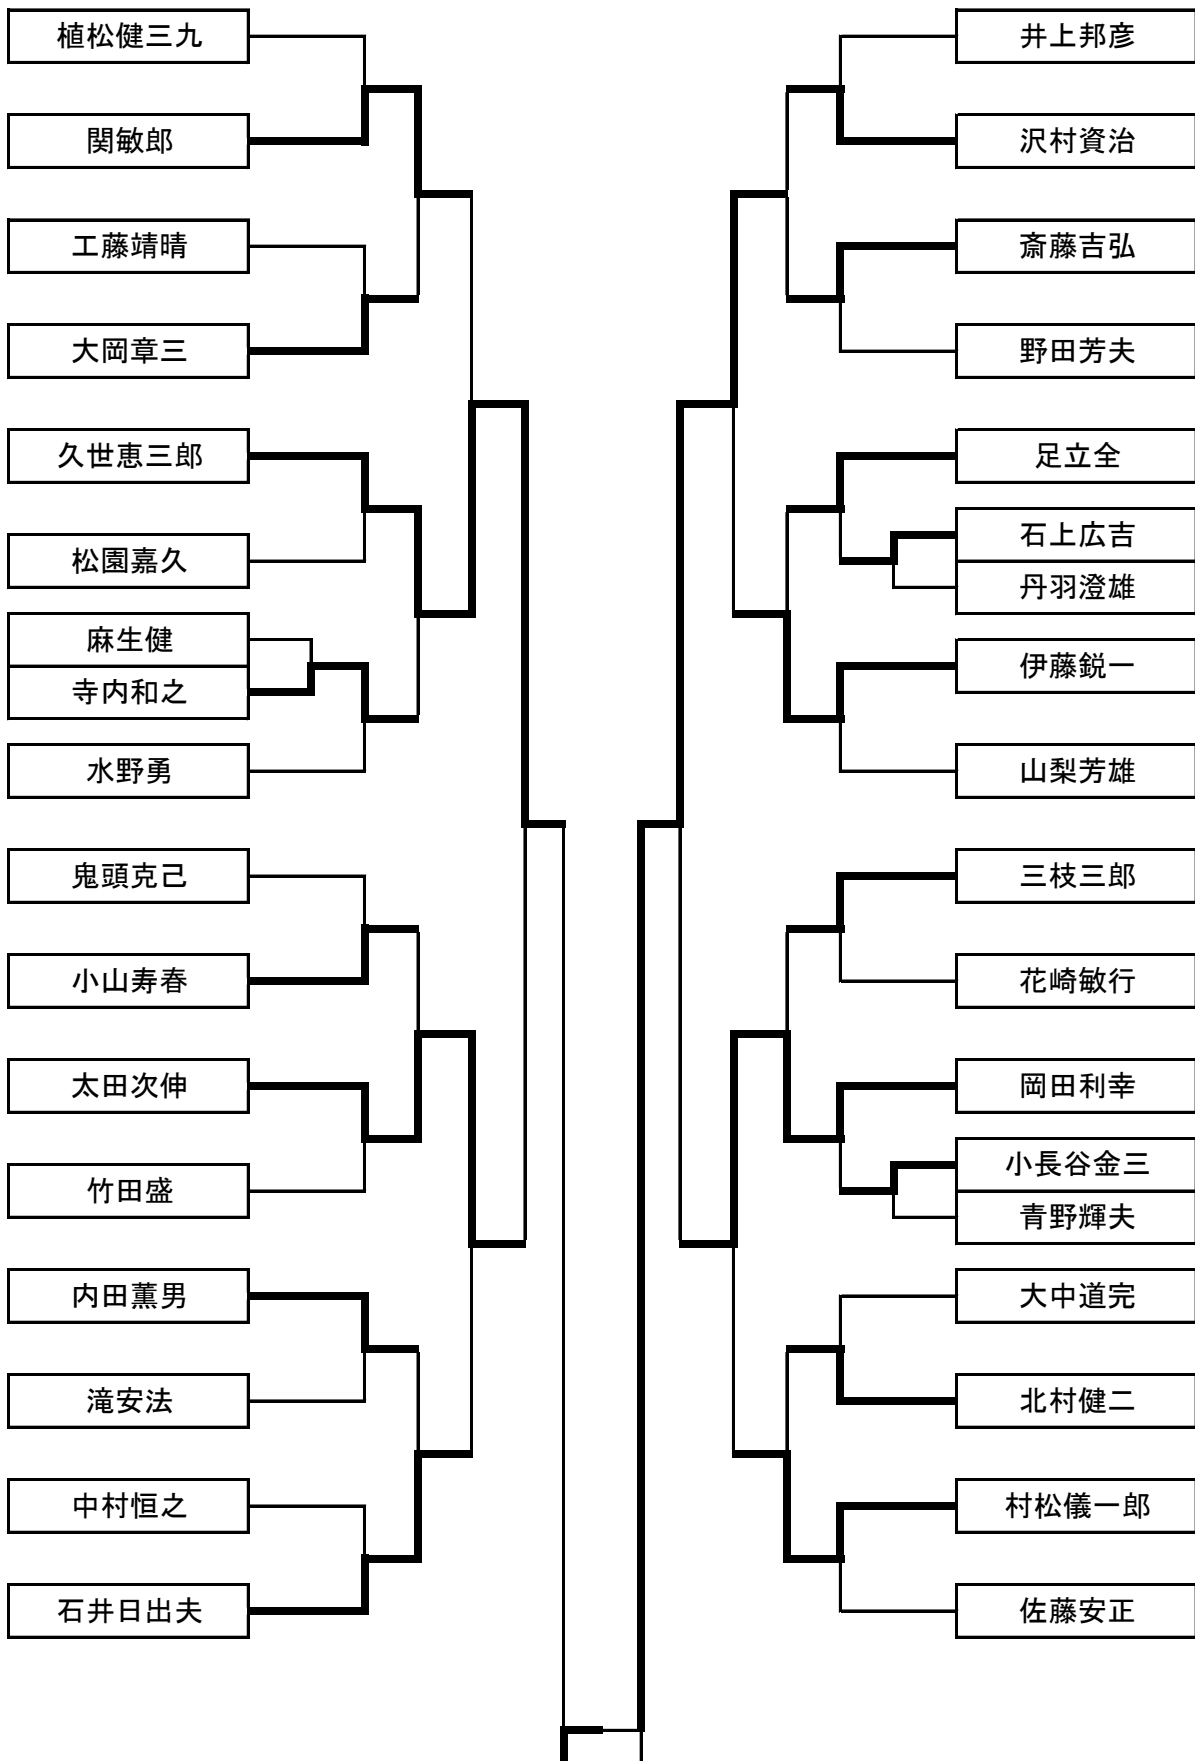 植松健三九
関敏郎
工藤靖晴
大岡章三
久世恵三郎
松園嘉久
麻生健
寺内和之
水野勇
鬼頭克己
小山寿春
太田次伸
竹田盛
内田薫男
滝安法
中村恒之
石井日出夫
井上邦彦
沢村資治
斎藤吉弘
野田芳夫
足立全
石上広吉
丹羽澄雄
伊藤鋭一
山梨芳雄
三枝三郎
花崎敏行
岡田利幸
小長谷金三
青野輝夫
大中道完
北村健二
村松儀一郎
佐藤安正